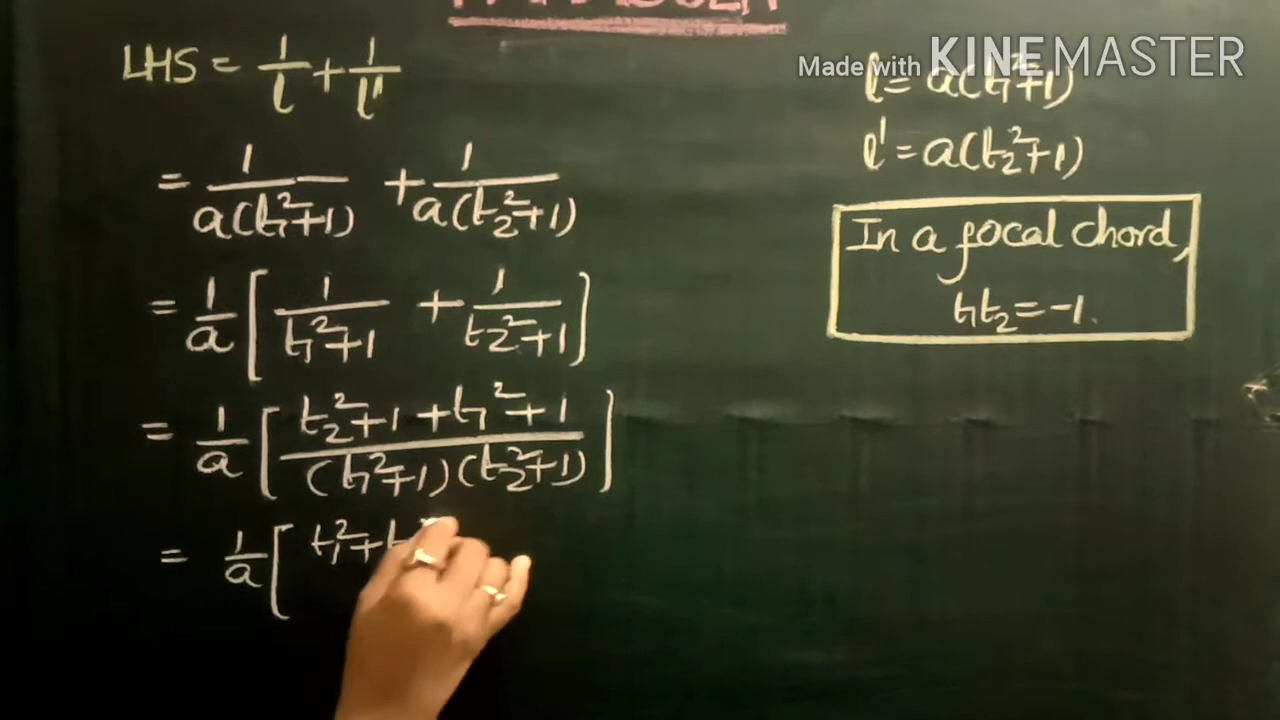 Made with KINEMASTER
LHS = 1/l + 1/l'
l = a(t₁²+1)
l' = a(t₂²+1)
= 1/a(t₁²+1) + 1/a(t₂²+1)
In a focal chord,
t₁t₂ = -1.
= 1/a [ 1/t₁²+1 + 1/t₂²+1 ]
= 1/a [ t₂²+1 + t₁²+1 / (t₁²+1)(t₂²+1) ]
= 1/a [ t₁² + t